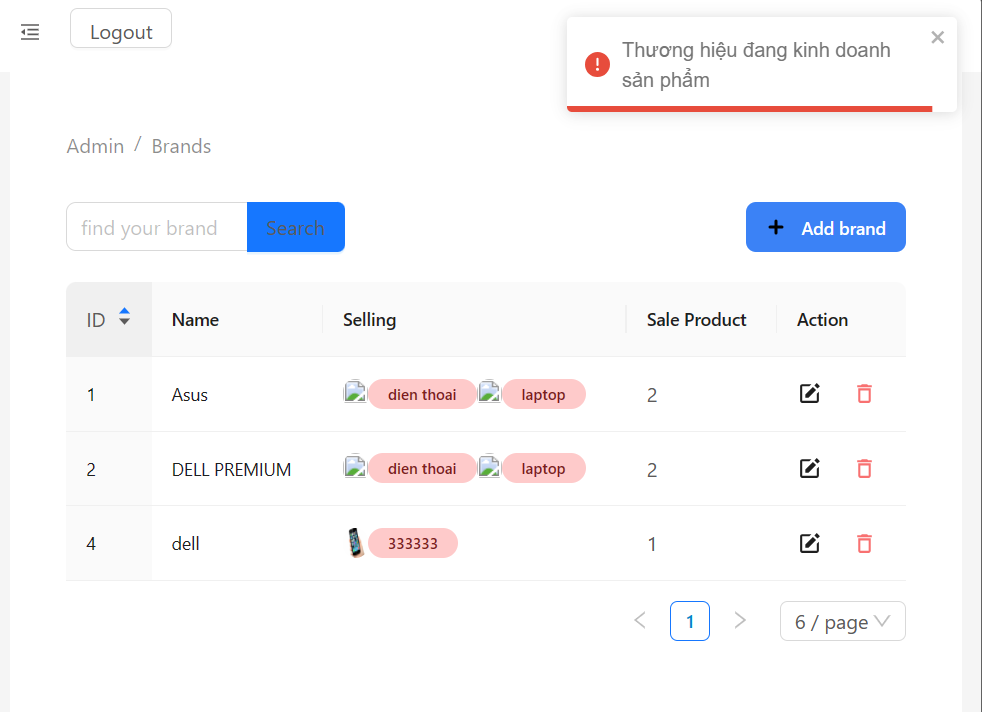 Logout
Thương hiệu đang kinh doanh
sản phẩm
Admin / Brands
find your brand Search
Add brand
ID Name Selling Sale Product Action
1 Asus dien thoai laptop 2
2 DELL PREMIUM dien thoai laptop 2
4 dell 333333 1
1 6 / page